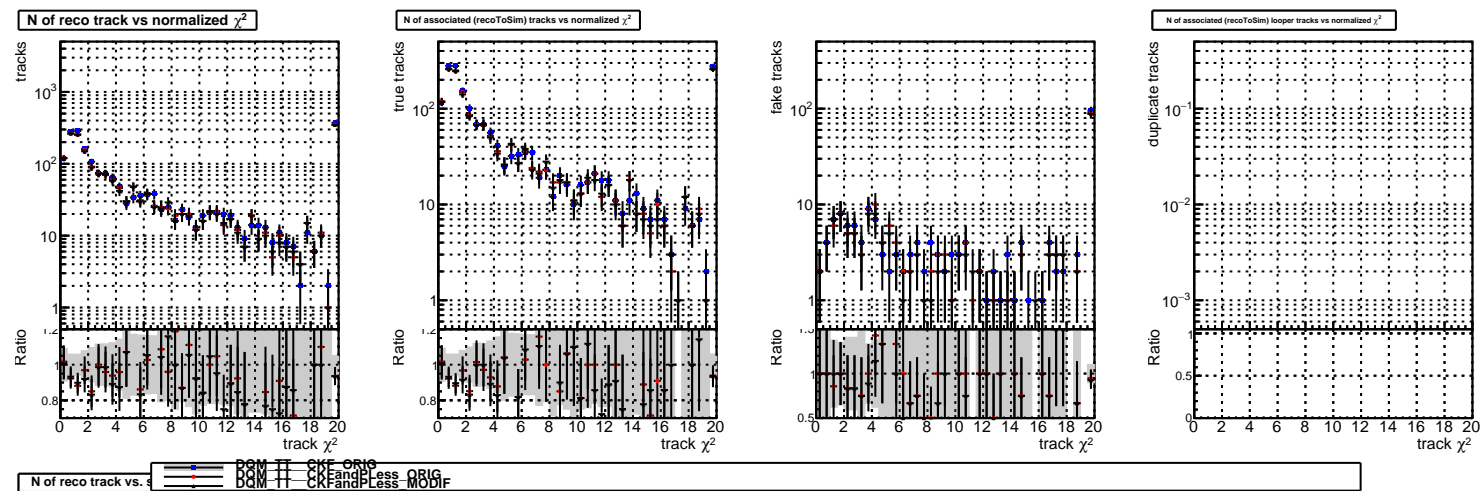 N of reco track vs normalized χ²
tracks
10³
10²
10
1
Ratio
1.2
1
0.8
0 2 4 6 8 10 12 14 16 18 20
track χ²
N of associated (recoToSim) tracks vs normalized χ²
true tracks
10²
10
1
Ratio
1.2
1
0.8
0 2 4 6 8 10 12 14 16 18 20
track χ²
fake tracks
10²
10
1
Ratio
1.5
1
0.5
0 2 4 6 8 10 12 14 16 18 20
track χ²
N of associated (recoToSim) looper tracks vs normalized χ²
duplicate tracks
10⁻¹
10⁻²
10⁻³
Ratio
1
0.5
0
0 2 4 6 8 10 12 14 16 18 20
track χ²
N of reco track vs. s
DQM_TT__CKF_ORIG
DQM_TT__CKFandPLess_ORIG
DQM_TT__CKFandPLess_MODIF